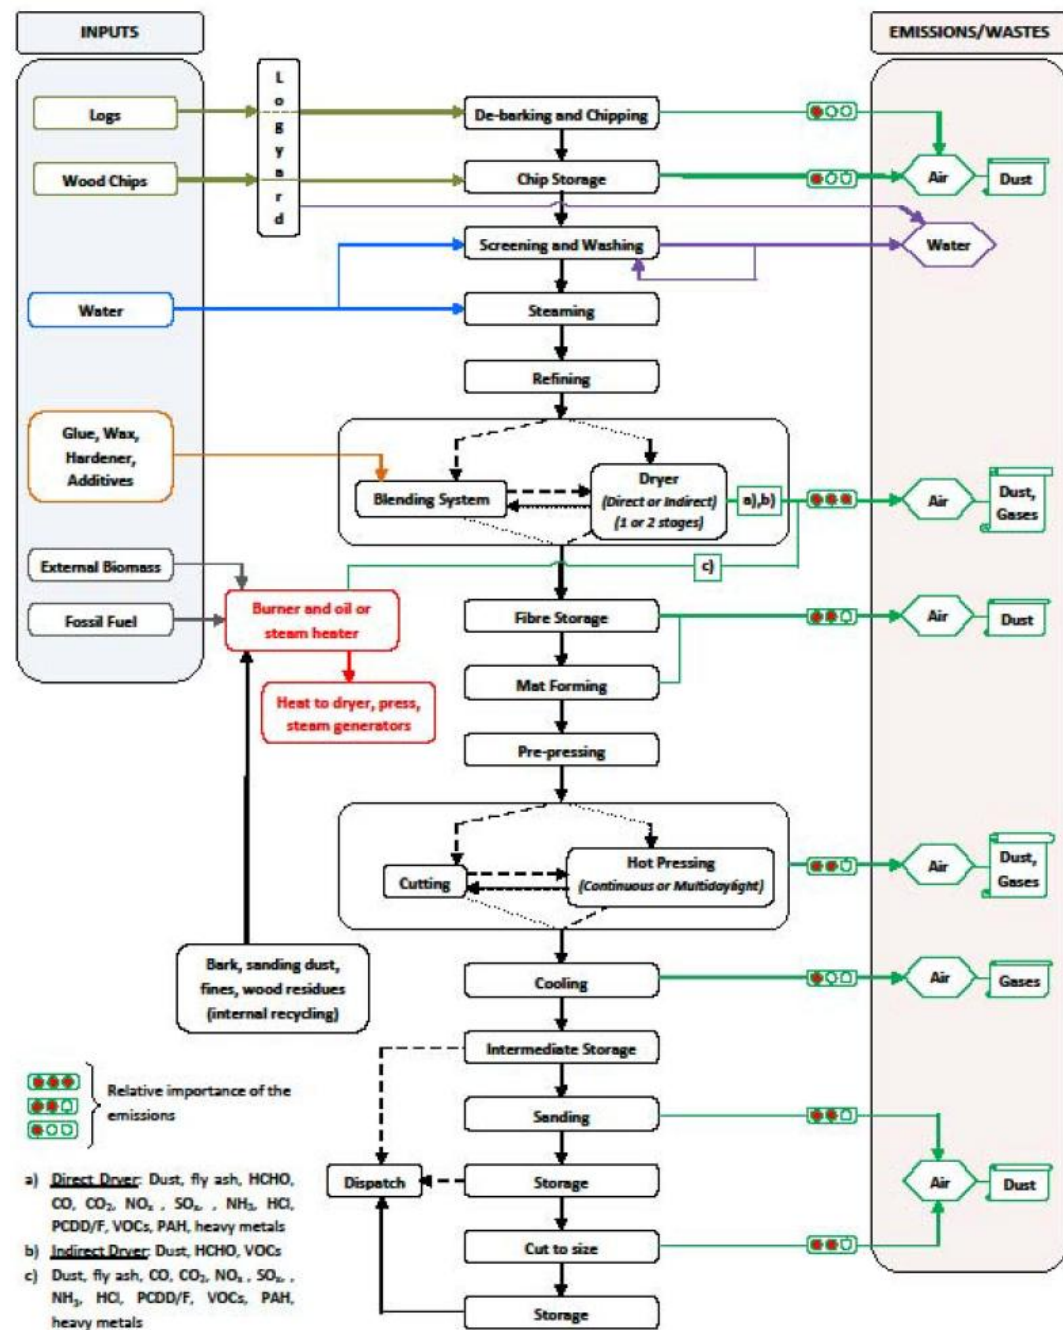 INPUTS
EMISSIONS/WASTES
Logyard
Logs
De-barking and Chipping
Wood Chips
Chip Storage
Air
Dust
Screening and Washing
Water
Water
Steaming
Refining
Glue, Wax,
Hardener,
Additives
Blending System
Dryer
(Direct or Indirect)
(1 or 2 stages)
a),b)
Air
Dust,
Gases
External Biomass
c)
Fossil Fuel
Burner and oil or
steam heater
Fibre Storage
Air
Dust
Heat to dryer, press,
steam generators
Mat Forming
Pre-pressing
Cutting
Hot Pressing
(Continuous or Multidaylight)
Air
Dust,
Gases
Bark, sanding dust,
fines, wood residues
(internal recycling)
Cooling
Air
Gases
Intermediate Storage
Relative importance of the
emissions
Sanding
Dispatch
Storage
Air
Dust
Cut to size
Storage
a) Direct Dryer: Dust, fly ash, HCHO,
CO, CO₂, NOₓ , SOₓ, , NH₃, HCl,
PCDD/F, VOCs, PAH, heavy metals
b) Indirect Dryer: Dust, HCHO, VOCs
c) Dust, fly ash, CO, CO₂, NOₓ , SOₓ, ,
NH₃, HCl, PCDD/F, VOCs, PAH,
heavy metals